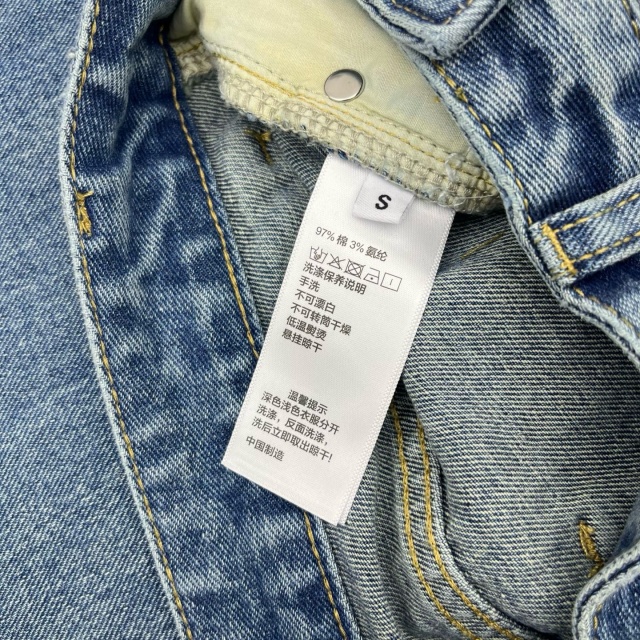 S
97% 棉 3% 氨纶
洗涤保养说明
手洗
不可漂白
不可转筒干燥
低温熨烫
悬挂晾干
温馨提示
深色浅色衣服分开
洗涤，反面洗涤，
洗后立即取出晾干!
中国制造